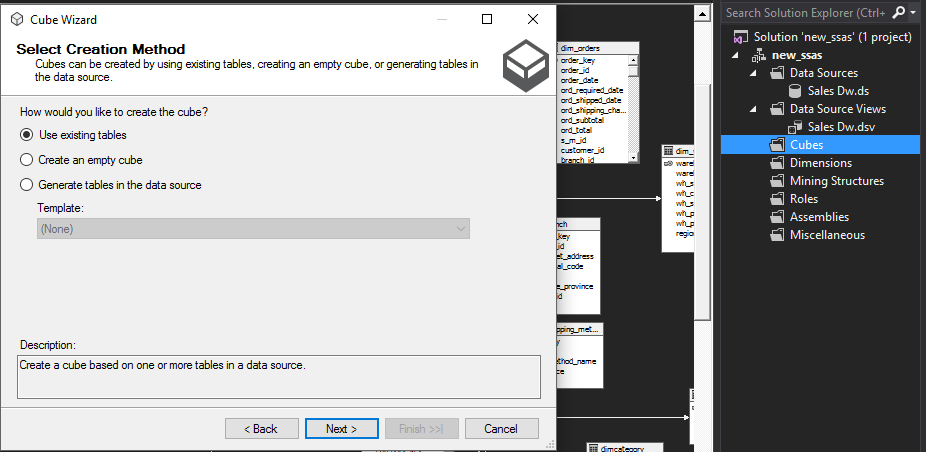 Cube Wizard
Select Creation Method
Cubes can be created by using existing tables, creating an empty cube, or generating tables in
the data source.
How would you like to create the cube?
Use existing tables
Create an empty cube
Generate tables in the data source
Template:
(None)
Description:
Create a cube based on one or more tables in a data source.
< Back
Next >
Finish >>|
Cancel
dim_orders
order_key
order_id
order_date
ord_required_date
ord_shipped_date
ord_shipping_cha...
ord_subtotal
ord_total
s_m_id
customer_id
branch_id
dim_
ware
ware
wh_s
wh_c
wh_s
wh_p
wh_p
region
nch
_key
_id
et_address
al_code
e_province
id
pping_met...
y
ethod_name
ce
dimcategory
Search Solution Explorer (Ctrl+
Solution 'new_ssas' (1 project)
new_ssas
Data Sources
Sales Dw.ds
Data Source Views
Sales Dw.dsv
Cubes
Dimensions
Mining Structures
Roles
Assemblies
Miscellaneous